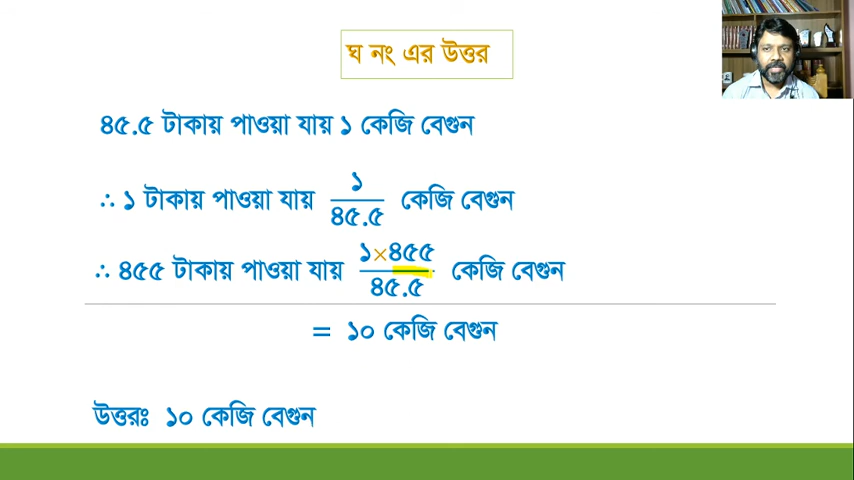 ঘ নং এর উত্তর
৪৫.৫ টাকায় পাওয়া যায় ১ কেজি বেগুন
∴ ১ টাকায় পাওয়া যায় ১/৪৫.৫ কেজি বেগুন
∴ ৪৫৫ টাকায় পাওয়া যায় ১×৪৫৫/৪৫.৫ কেজি বেগুন
= ১০ কেজি বেগুন
উত্তরঃ ১০ কেজি বেগুন